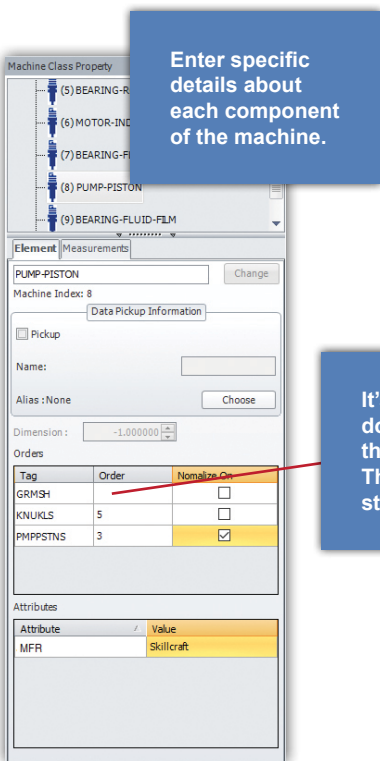 Enter specific
details about
each component
of the machine.
Machine Class Property
(5) BEARING-R
(6) MOTOR-IND
(7) BEARING-F
(8) PUMP-PISTON
(9) BEARING-FLUID-FILM
Element Measurements
PUMP-PISTON Change
Machine Index: 8
Data Pickup Information
Pickup
Name:
Alias :None Choose
Dimension : -1.000000
Orders
Tag Order Nomalize On
GRMSH
KNUKLS 5
PMPPSTNS 3
Attributes
Attribute Value
MFR Skillcraft
It'
do
th
Th
st